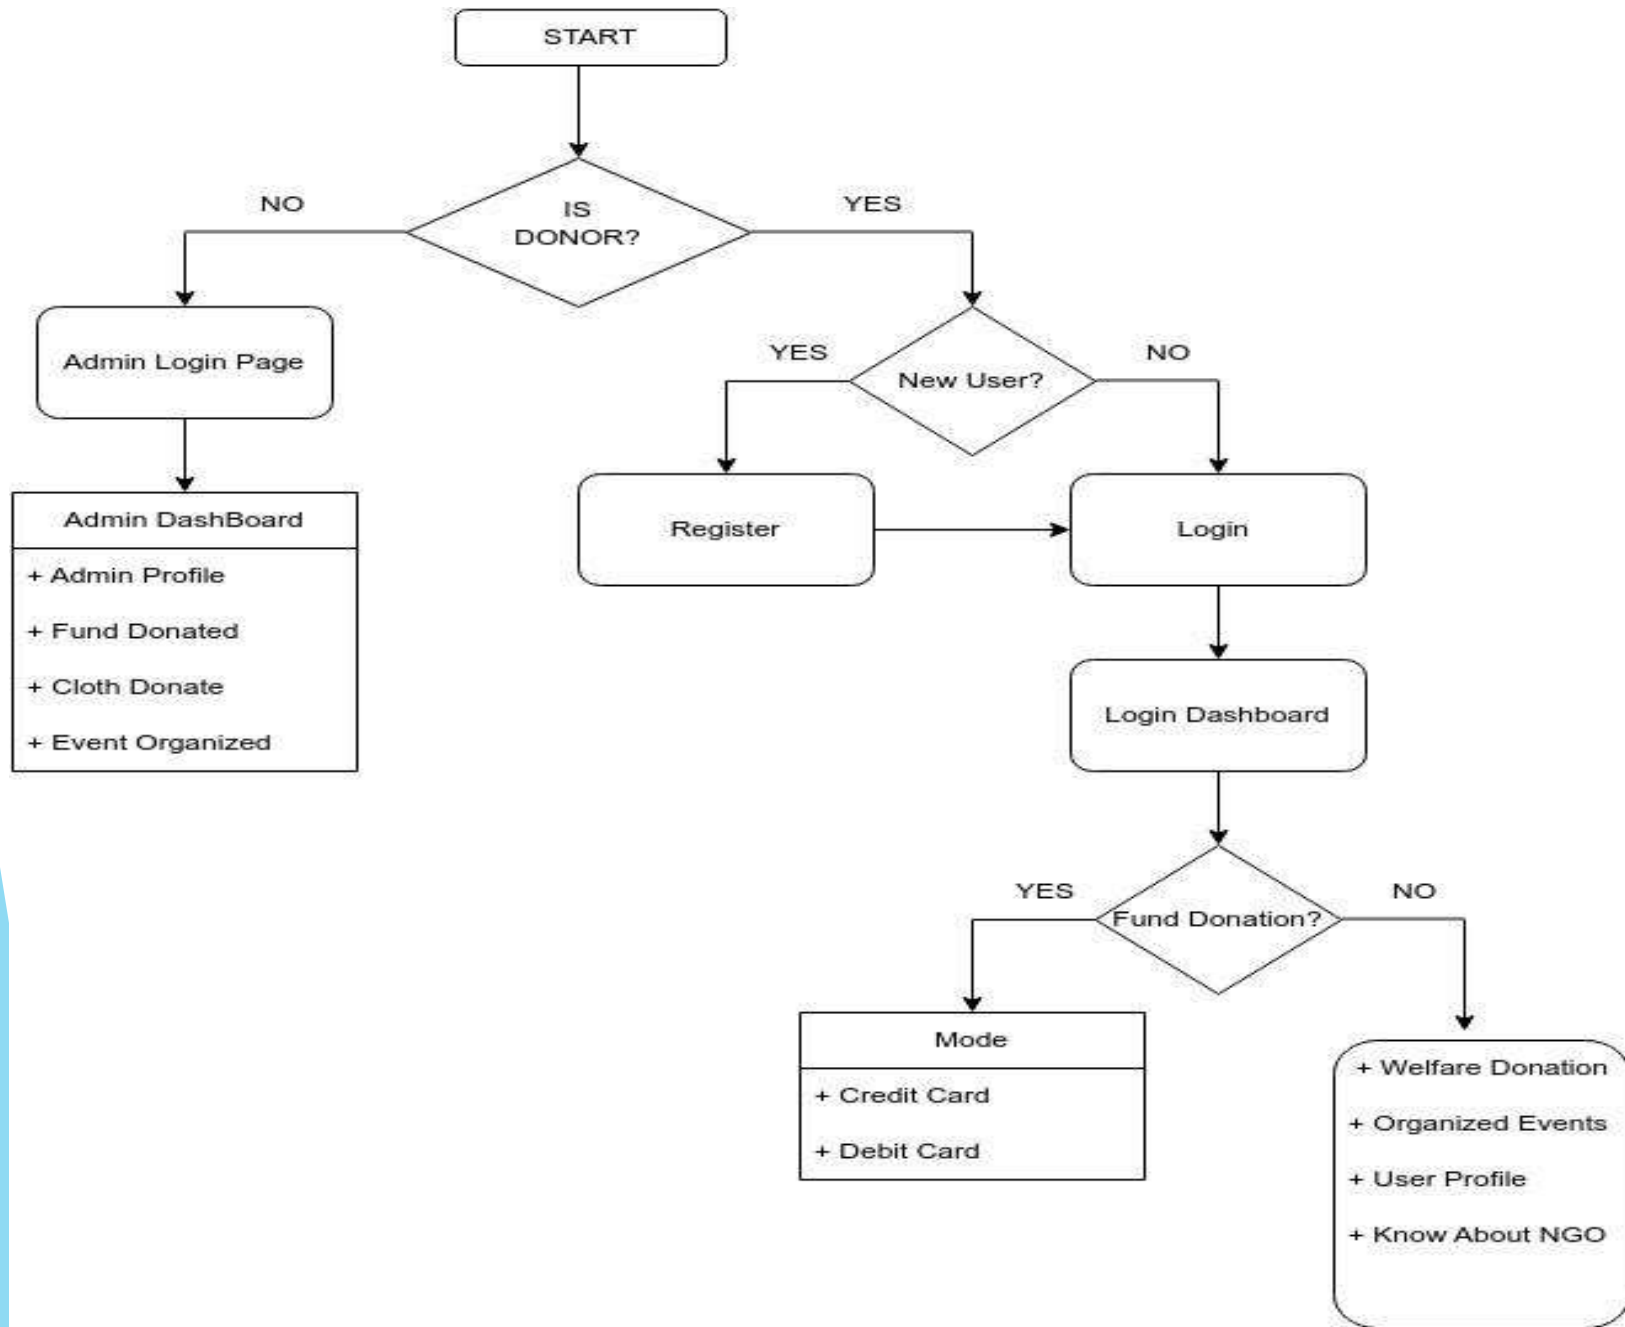 START
IS
DONOR?
NO
YES
Admin Login Page
YES
New User?
NO
Admin DashBoard
+ Admin Profile
+ Fund Donated
+ Cloth Donate
+ Event Organized
Register
Login
Login Dashboard
YES
Fund Donation?
NO
Mode
+ Credit Card
+ Debit Card
+ Welfare Donation
+ Organized Events
+ User Profile
+ Know About NGO